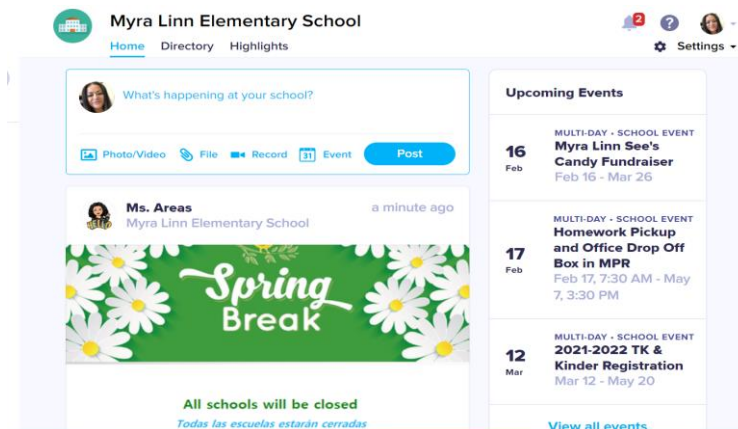 Myra Linn Elementary School
2
?
Home Directory Highlights
Settings
What's happening at your school?
Photo/Video File Record 31 Event Post
Ms. Areas
a minute ago
Myra Linn Elementary School
HELLO
Spring
Break
All schools will be closed
Todas las escuelas estarán cerradas
Upcoming Events
16
Feb
MULTI-DAY • SCHOOL EVENT
Myra Linn See's
Candy Fundraiser
Feb 16 - Mar 26
17
Feb
MULTI-DAY • SCHOOL EVENT
Homework Pickup
and Office Drop Off
Box in MPR
Feb 17, 7:30 AM - May
7, 3:30 PM
12
Mar
MULTI-DAY • SCHOOL EVENT
2021-2022 TK &
Kinder Registration
Mar 12 - May 20
View all events